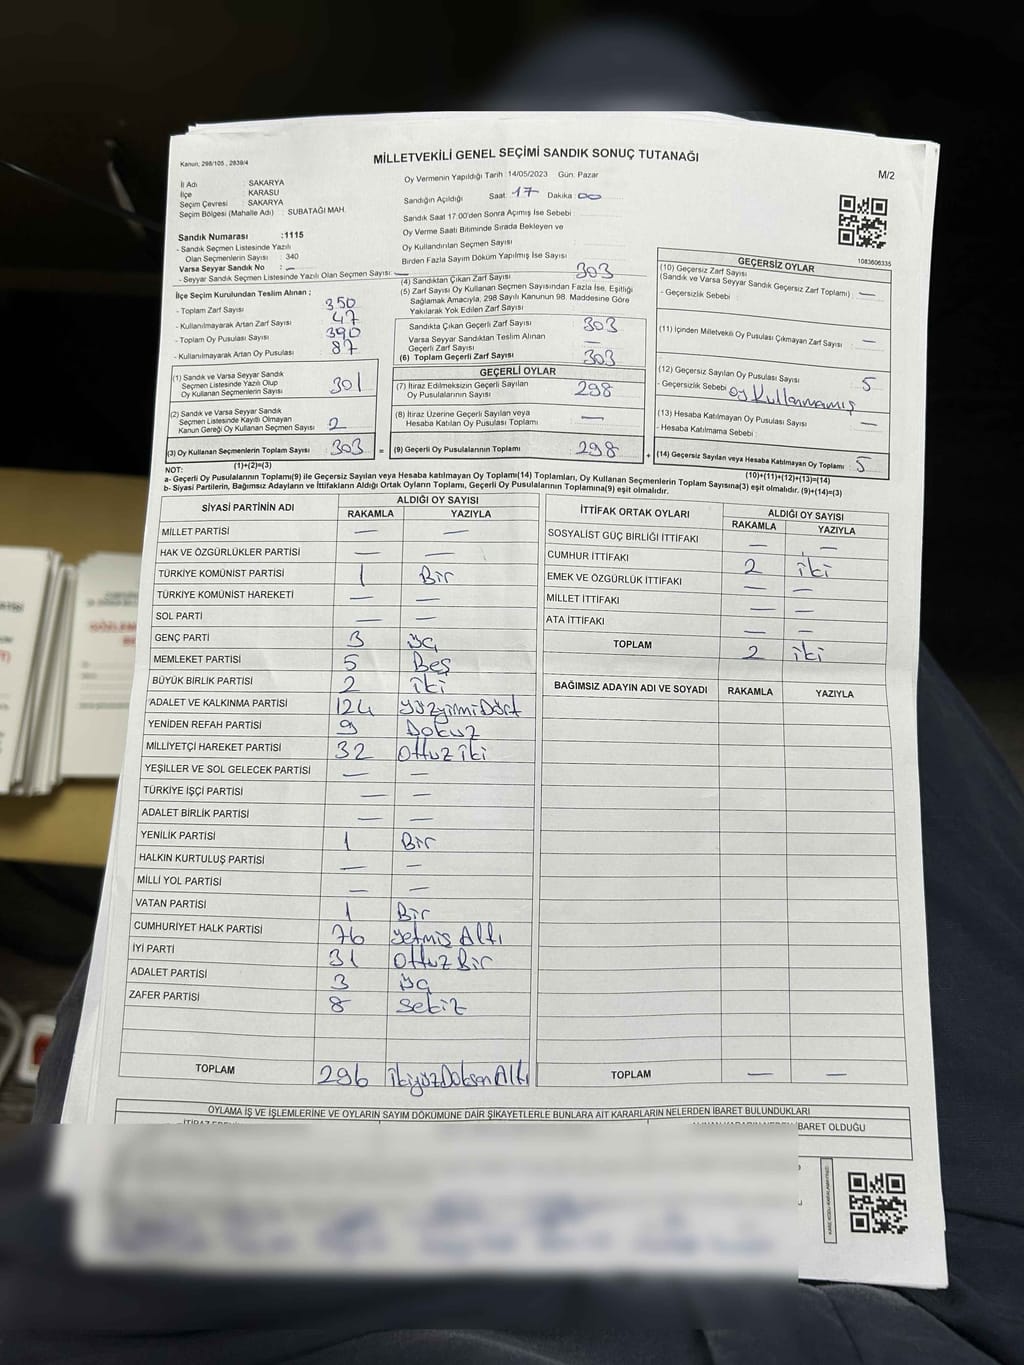 Kanun; 298/105 , 2839/4
MİLLETVEKİLİ GENEL SEÇİMİ SANDIK SONUÇ TUTANAĞI
M/2
İl Adı : SAKARYA
İlçe : KARASU
Seçim Çevresi : SAKARYA
Seçim Bölgesi (Mahalle Adı) : SUBATAĞI MAH.
Oy Vermenin Yapıldığı Tarih :14/05/2023 Gün: Pazar
Sandığın Açıldığı Saat: 17 Dakika: 00
Sandık Saat 17:00'den Sonra Açımış İse Sebebi
Oy Verme Saati Bitiminde Sırada Bekleyen ve
Oy Kullandırılan Seçmen Sayısı
Birden Fazla Sayım Döküm Yapılmış İse Sayısı
Sandık Numarası :1115
- Sandık Seçmen Listesinde Yazılı
Olan Seçmenlerin Sayısı : 340
Varsa Seyyar Sandık No : —
- Seyyar Sandık Seçmen Listesinde Yazılı Olan Seçmen Sayısı: —
İlçe Seçim Kurulundan Teslim Alınan ;
- Toplam Zarf Sayısı 350
- Kullanılmayarak Artan Zarf Sayısı 47
- Toplam Oy Pusulası Sayısı 390
- Kullanılmayarak Artan Oy Pusulası 87
(1) Sandık ve Varsa Seyyar Sandık
Seçmen Listesinde Yazılı Olup
Oy Kullanan Seçmenlerin Sayısı 301
(2) Sandık ve Varsa Seyyar Sandık
Seçmen Listesinde Kayıtlı Olmayan
Kanun Gereği Oy Kullanan Seçmen Sayısı 2
(3) Oy Kullanan Seçmenlerin Toplam Sayısı 303 =
(1)+(2)=(3)
(4) Sandıktan Çıkan Zarf Sayısı 303
(5) Zarf Sayısı Oy Kullanan Seçmen Sayısından Fazla İse, Eşitliği
Sağlamak Amacıyla, 298 Sayılı Kanunun 98. Maddesine Göre
Yakılarak Yok Edilen Zarf Sayısı
Sandıkta Çıkan Geçerli Zarf Sayısı 303
Varsa Seyyar Sandıktan Teslim Alınan
Geçerli Zarf Sayısı —
(6) Toplam Geçerli Zarf Sayısı 303
GEÇERLİ OYLAR
(7) İtiraz Edilmeksizin Geçerli Sayılan
Oy Pusulalarının Sayısı 298
(8) İtiraz Üzerine Geçerli Sayılan veya
Hesaba Katılan Oy Pusulası Toplamı —
(9) Geçerli Oy Pusulalarının Toplamı 298 +
1083606335
GEÇERSİZ OYLAR
(10) Geçersiz Zarf Sayısı
(Sandık ve Varsa Seyyar Sandık Geçersiz Zarf Toplamı) : —
- Geçersizlik Sebebi
(11) İçinden Milletvekili Oy Pusulası Çıkmayan Zarf Sayısı : —
(12) Geçersiz Sayılan Oy Pusulası Sayısı : 5
- Geçersizlik Sebebi oy Kullanmamış
(13) Hesaba Katılmayan Oy Pusulası Sayısı : —
- Hesaba Katılmama Sebebi
(14) Geçersiz Sayılan veya Hesaba Katılmayan Oy Toplamı : 5
(10)+(11)+(12)+(13)=(14)
NOT:
a- Geçerli Oy Pusulalarının Toplamı(9) ile Geçersiz Sayılan veya Hesaba Katılmayan Oy Toplamı(14) Toplamları, Oy Kullanan Seçmenlerin Toplam Sayısına(3) eşit olmalıdır. (9)+(14)=(3)
b- Siyasi Partilerin, Bağımsız Adayların ve İttifakların Aldığı Ortak Oyların Toplamı, Geçerli Oy Pusulalarının Toplamına(9) eşit olmalıdır.
SİYASİ PARTİNİN ADI ALDIĞI OY SAYISI
RAKAMLA YAZIYLA
MİLLET PARTİSİ — —
HAK VE ÖZGÜRLÜKLER PARTİSİ — —
TÜRKİYE KOMÜNİST PARTİSİ 1 Bir
TÜRKİYE KOMÜNİST HAREKETİ — —
SOL PARTİ — —
GENÇ PARTİ 3 üç
MEMLEKET PARTİSİ 5 Beş
BÜYÜK BİRLİK PARTİSİ 2 iki
ADALET VE KALKINMA PARTİSİ 124 yüzyirmiDört
YENİDEN REFAH PARTİSİ 9 Dokuz
MİLLİYETÇİ HAREKET PARTİSİ 32 Ottuz iki
YEŞİLLER VE SOL GELECEK PARTİSİ — —
TÜRKİYE İŞÇİ PARTİSİ — —
ADALET BİRLİK PARTİSİ — —
YENİLİK PARTİSİ 1 Bir
HALKIN KURTULUŞ PARTİSİ — —
MİLLİ YOL PARTİSİ — —
VATAN PARTİSİ 1 Bir
CUMHURİYET HALK PARTİSİ 76 yetmiş Altı
İYİ PARTİ 31 Ottuz Bir
ADALET PARTİSİ 3 üç
ZAFER PARTİSİ 8 Sekiz
TOPLAM 296 ikiyüzDoksanAltı
İTTİFAK ORTAK OYLARI ALDIĞI OY SAYISI
RAKAMLA YAZIYLA
SOSYALİST GÜÇ BİRLİĞİ İTTİFAKI — —
CUMHUR İTTİFAKI 2 iki
EMEK VE ÖZGÜRLÜK İTTİFAKI — —
MİLLET İTTİFAKI — —
ATA İTTİFAKI — —
TOPLAM 2 iki
BAĞIMSIZ ADAYIN ADI VE SOYADI RAKAMLA YAZIYLA
TOPLAM — —
OYLAMA İŞ VE İŞLEMLERİNE VE OYLARIN SAYIM DÖKÜMÜNE DAİR ŞİKAYETLERLE BUNLARA AİT KARARLARIN NELERDEN İBARET BULUNDUKLARI
İBARET OLDUĞU